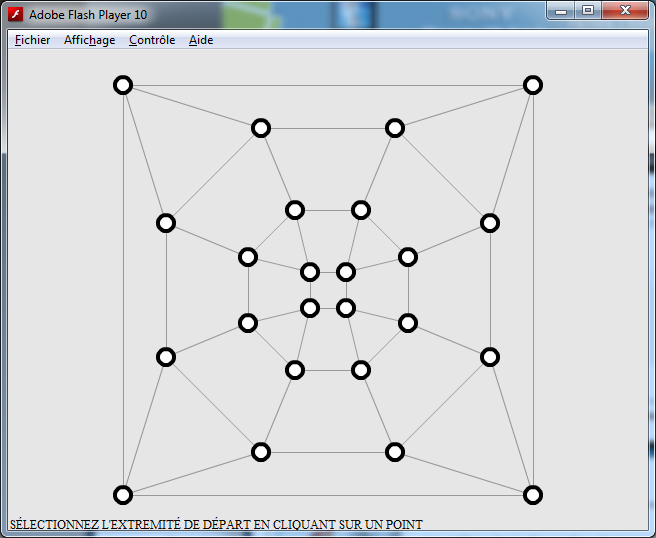 Adobe Flash Player 10
Fichier Affichage Contrôle Aide
SÉLECTIONNEZ L'EXTREMITÉ DE DÉPART EN CLIQUANT SUR UN POINT